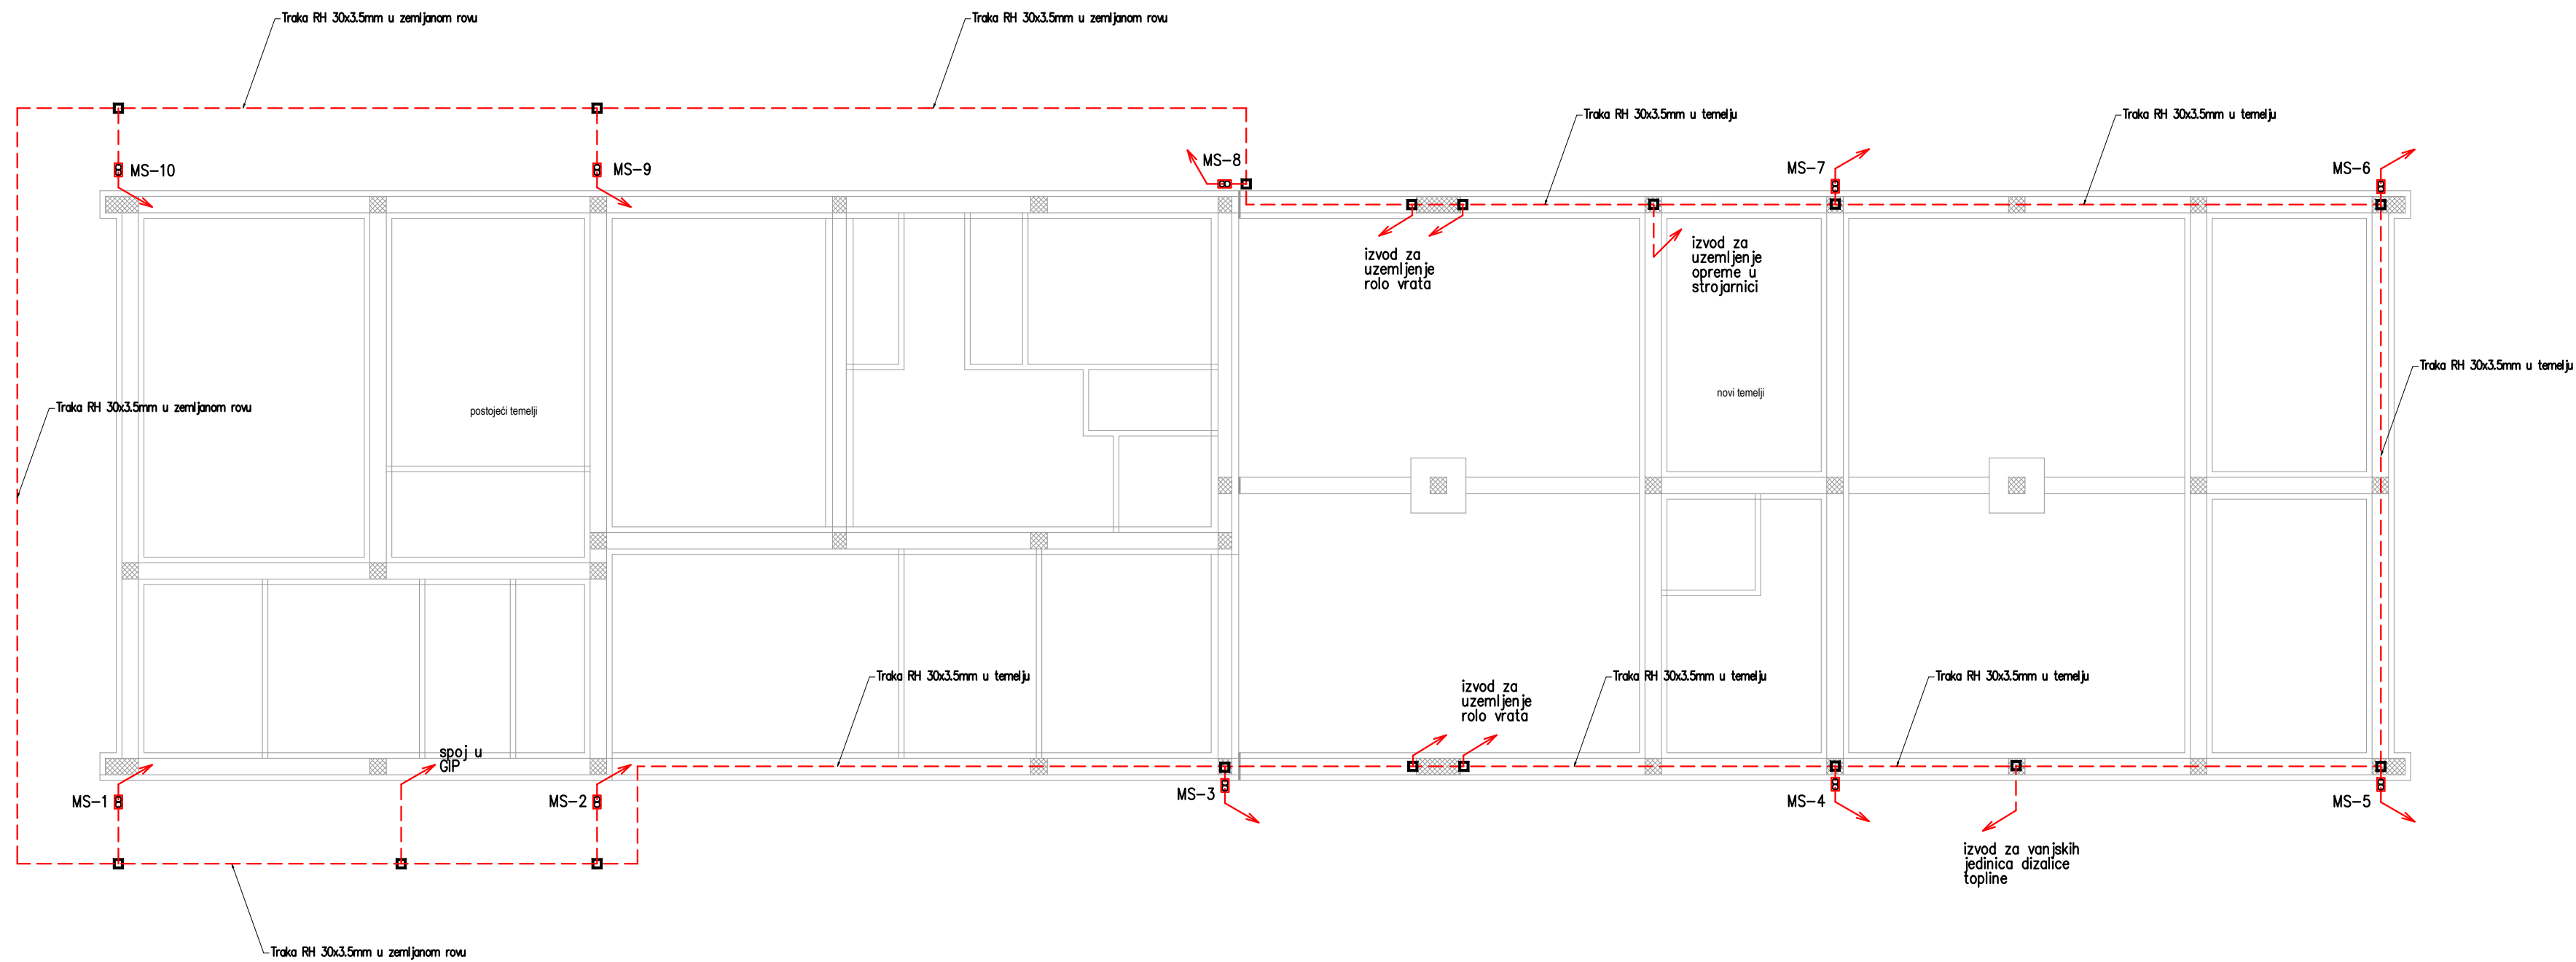 Traka RH 30x3.5mm u zemljanom rovu
Traka RH 30x3.5mm u zemljanom rovu
Traka RH 30x3.5mm u temelju
Traka RH 30x3.5mm u temelju
MS-10
MS-9
MS-8
MS-7
MS-6
izvod za
uzemljenje
rolo vrata
izvod za
uzemljenje
opreme u
strojarnici
Traka RH 30x3.5mm u temelju
Traka RH 30x3.5mm u zemljanom rovu
postojeći temelji
novi temelji
Traka RH 30x3.5mm u temelju
izvod za
uzemljenje
rolo vrata
Traka RH 30x3.5mm u temelju
Traka RH 30x3.5mm u temelju
spoj u
GIP
MS-1
MS-2
MS-3
MS-4
MS-5
izvod za vanjskih
jedinica dizalice
topline
Traka RH 30x3.5mm u zemljanom rovu